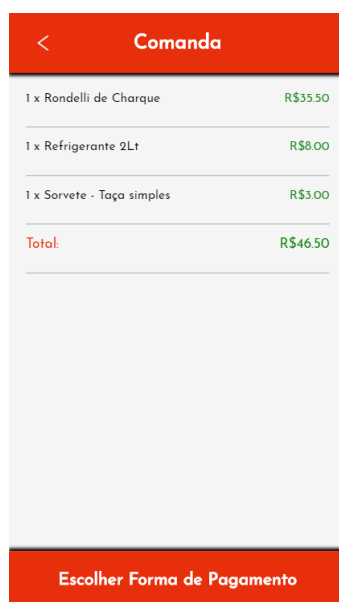 Comanda
1 x Rondelli de Charque R$35.50
1 x Refrigerante 2Lt R$8.00
1 x Sorvete - Taça simples R$3.00
Total: R$46.50
Escolher Forma de Pagamento